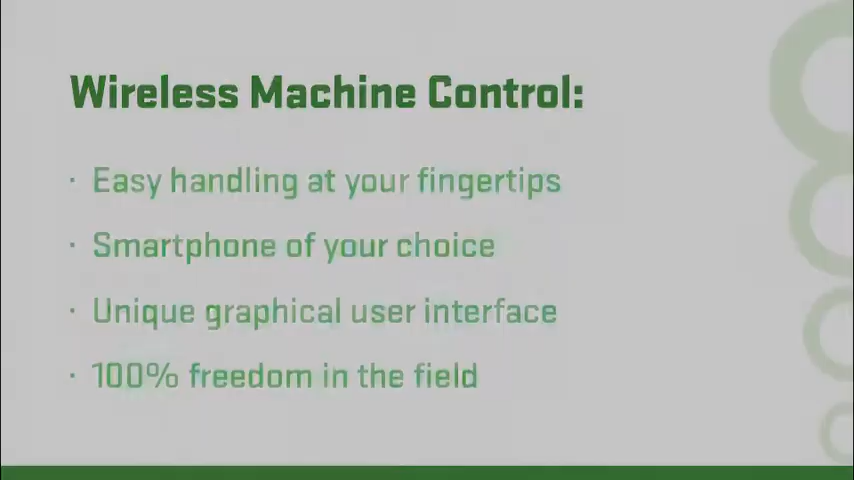 Wireless Machine Control:
· Easy handling at your fingertips
· Smartphone of your choice
· Unique graphical user interface
· 100% freedom in the field